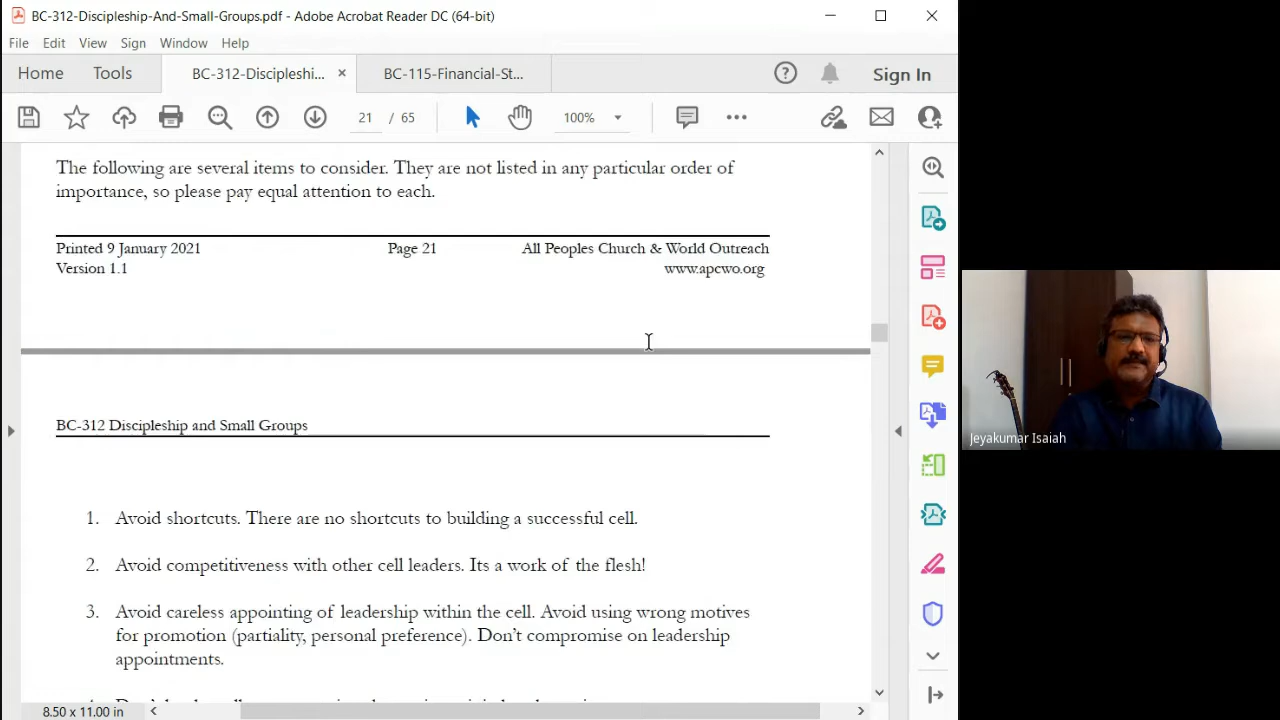 BC-312-Discipleship-And-Small-Groups.pdf - Adobe Acrobat Reader DC (64-bit)
File Edit View Sign Window Help
Home Tools BC-312-Discipleshi... × BC-115-Financial-St... Sign In
21 / 65 100%
The following are several items to consider. They are not listed in any particular order of
importance, so please pay equal attention to each.
Printed 9 January 2021 Page 21 All Peoples Church & World Outreach
Version 1.1 www.apcwo.org
BC-312 Discipleship and Small Groups
1. Avoid shortcuts. There are no shortcuts to building a successful cell.
2. Avoid competitiveness with other cell leaders. Its a work of the flesh!
3. Avoid careless appointing of leadership within the cell. Avoid using wrong motives
for promotion (partiality, personal preference). Don't compromise on leadership
appointments.
8.50 x 11.00 in
Jeyakumar Isaiah